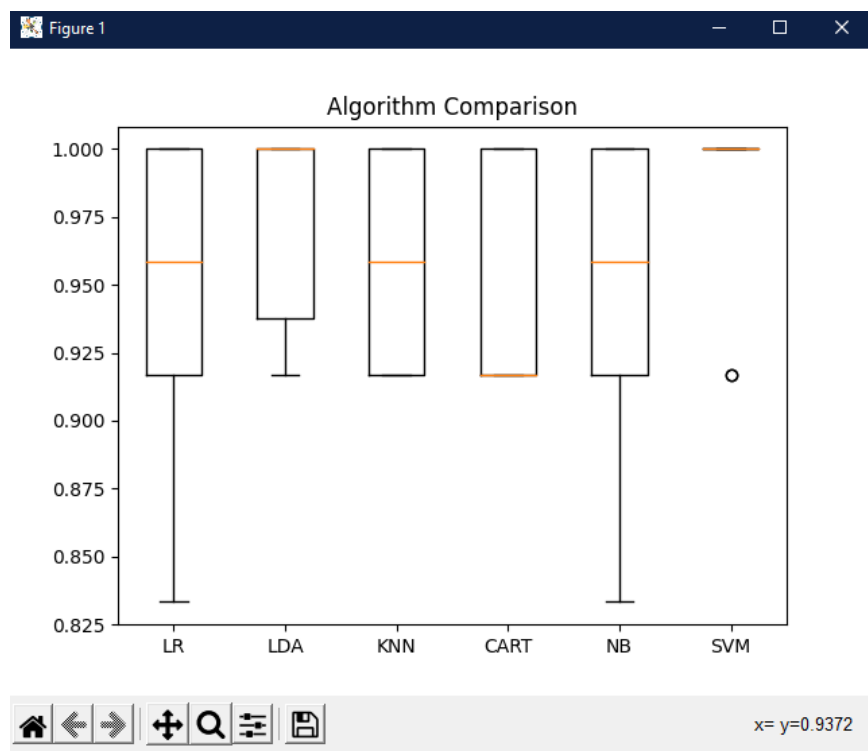 Figure 1
Algorithm Comparison
1.000
0.975
0.950
0.925
0.900
0.875
0.850
0.825
LR LDA KNN CART NB SVM
x= y=0.9372